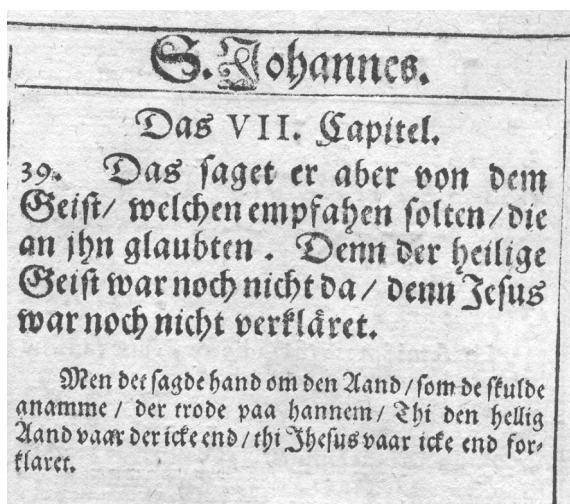 S. Johannes.
Das VII. Capitel.
39. Das saget er aber von dem
Geist/ welchen empfahen solten/ die
an jhn glaubten . Denn der heilige
Geist war noch nicht da/ denn Jesus
war noch nicht verkläret.
Men det sagde hand om den Aand/ som de skulde
anamme / der trode paa hannem/ Thi den hellig
Aand vaar der icke end/ thi Jhesus vaar icke end for-
klaret.